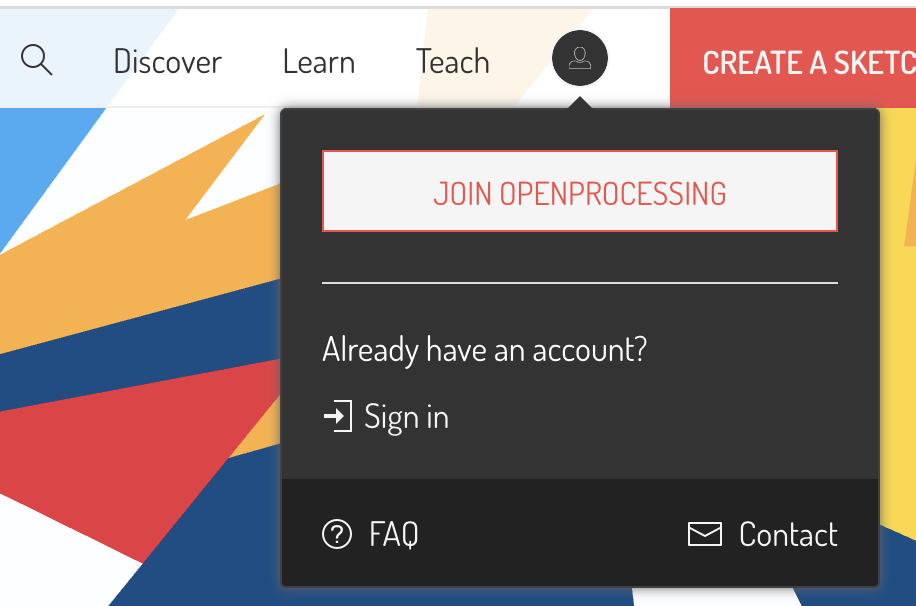 Discover Learn Teach CREATE A SKETC
JOIN OPENPROCESSING
Already have an account?
Sign in
FAQ Contact